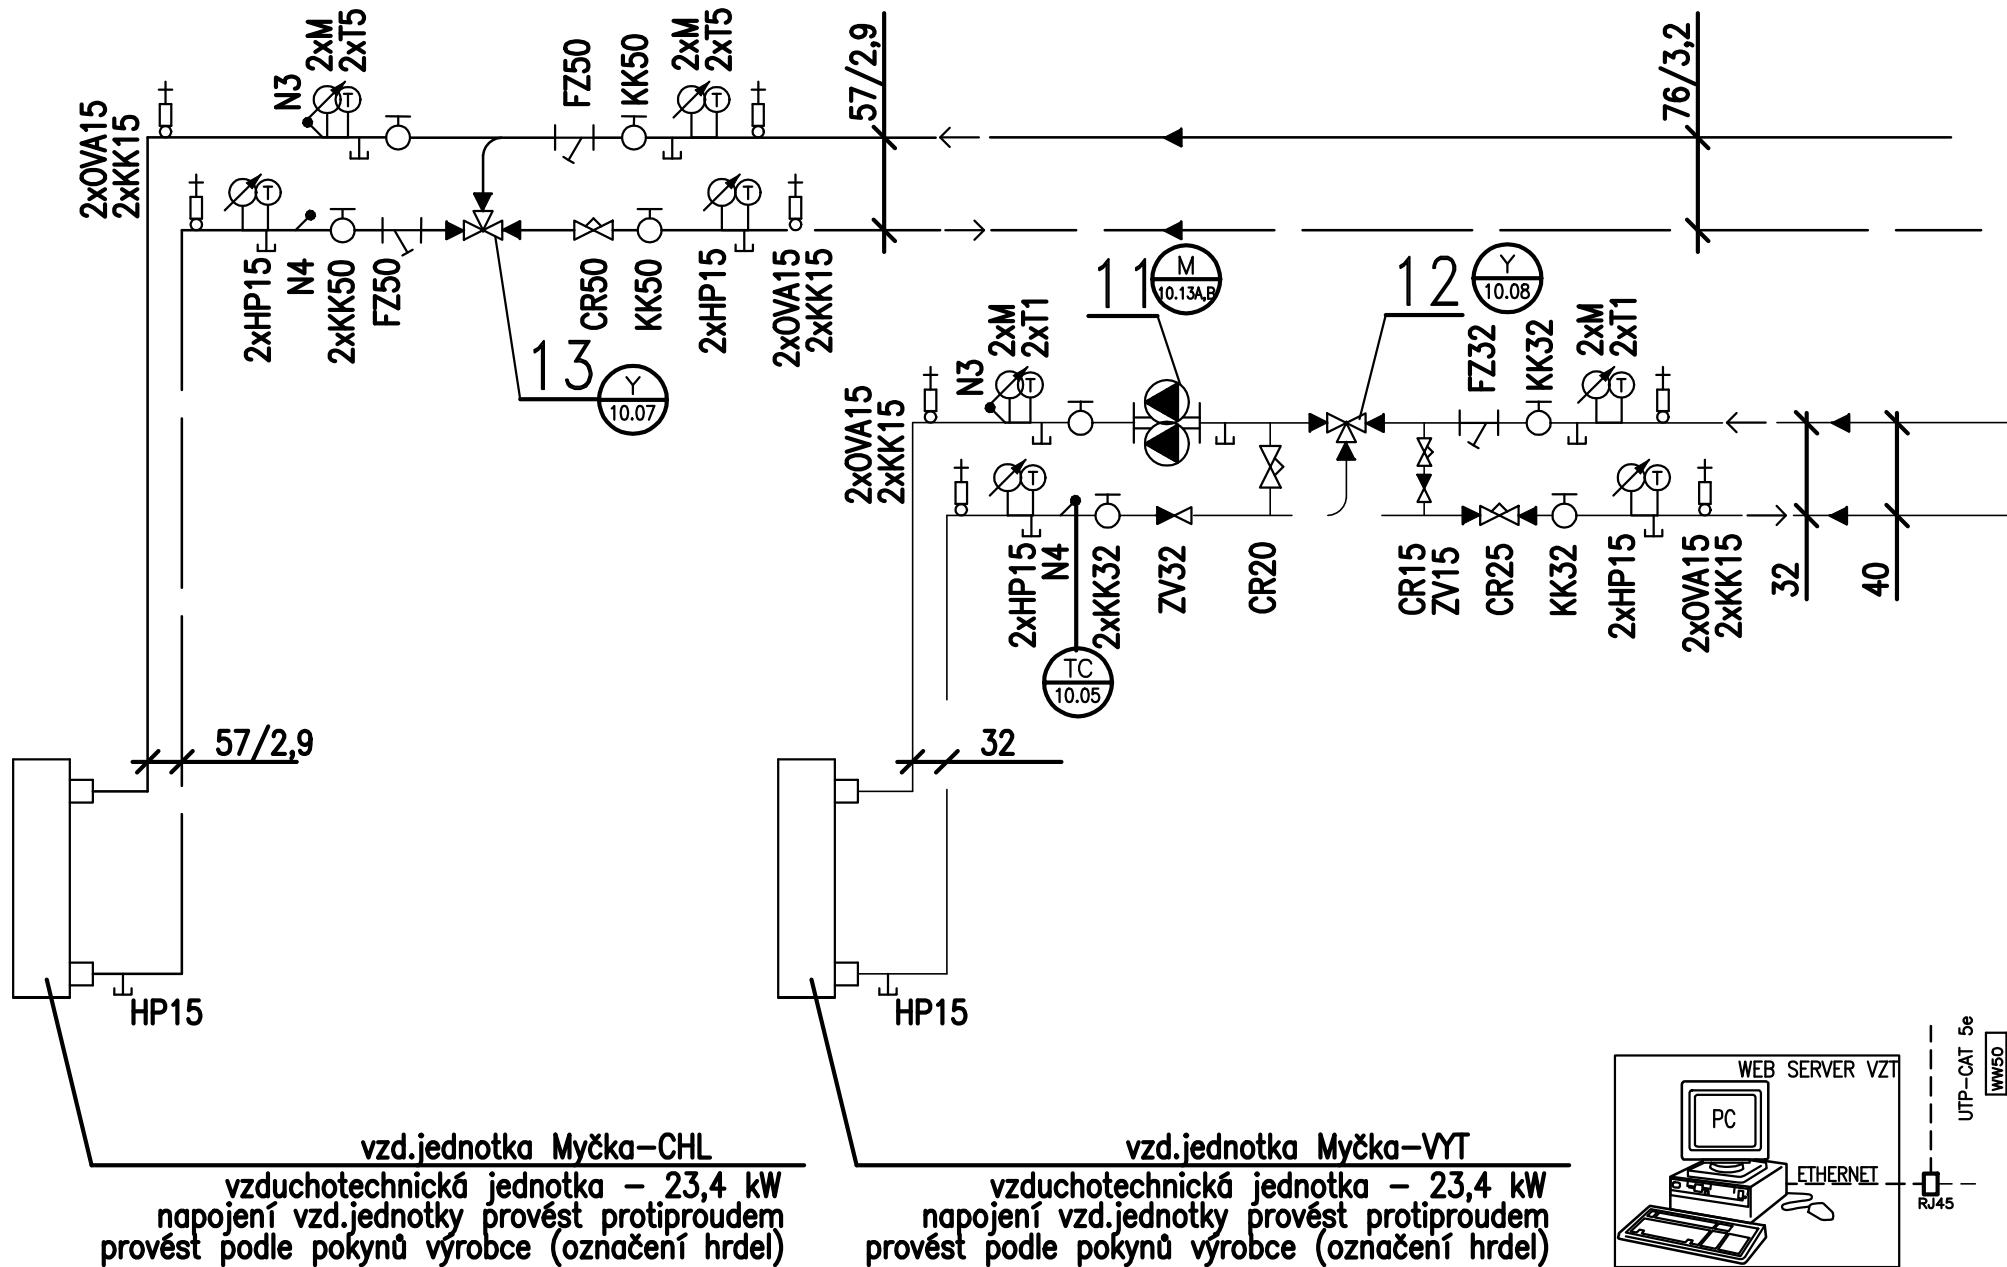 2xOVA15
2xKK15
N3
2xM
2xT5
T
FZ50
KK50
2xM
2xT5
T
57/2,9
76/3,2
T
T
2xHP15
N4
2xKK50
FZ50
CR50
KK50
2xHP15
2xOVA15
2xKK15
13
Y
10.07
11
M
10.13A,B
12
Y
10.08
2xOVA15
2xKK15
N3
2xM
2xT1
T
FZ32
KK32
2xM
2xT1
T
T
T
2xHP15
N4
2xKK32
ZV32
CR20
CR15
ZV15
CR25
KK32
2xHP15
2xOVA15
2xKK15
32
40
TC
10.05
57/2,9
32
HP15
HP15
vzd.jednotka Myčka-CHL
vzduchotechnická jednotka - 23,4 kW
napojení vzd.jednotky provést protiproudem
provést podle pokynů výrobce (označení hrdel)
vzd.jednotka Myčka-VYT
vzduchotechnická jednotka - 23,4 kW
napojení vzd.jednotky provést protiproudem
provést podle pokynů výrobce (označení hrdel)
WEB SERVER VZT
PC
ETHERNET
RJ45
UTP-CAT 5e
WW50